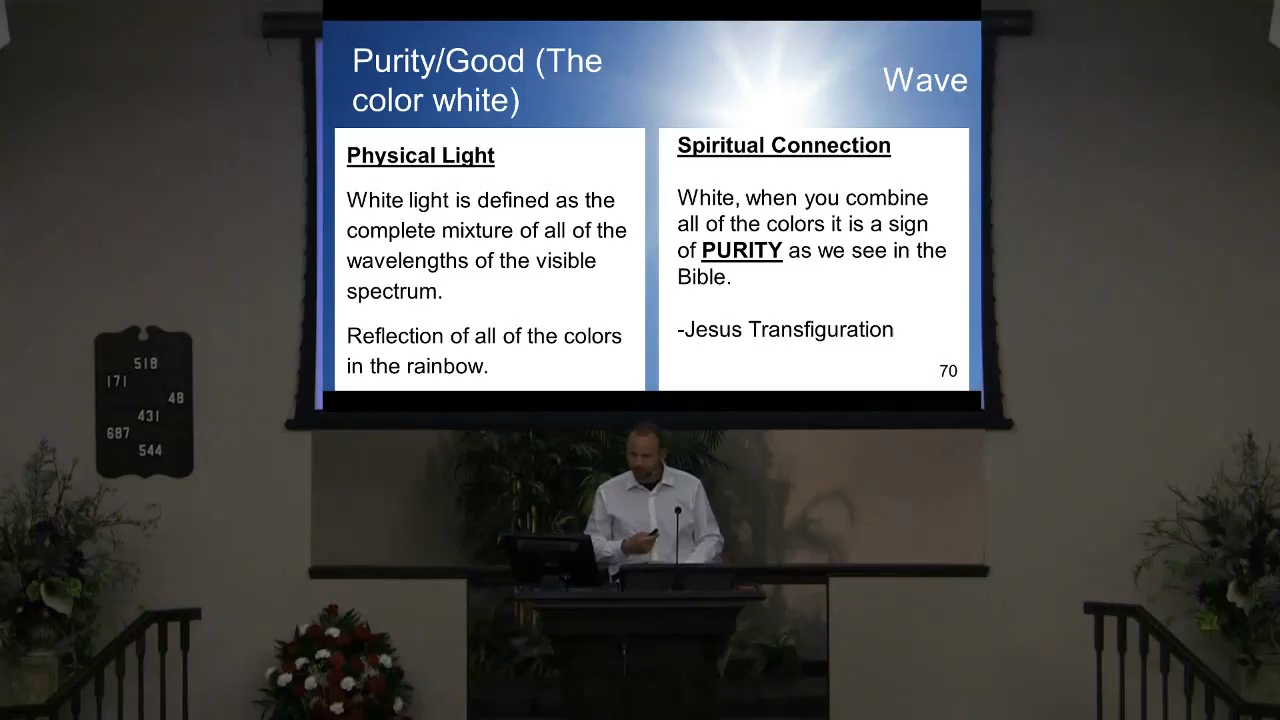 Purity/Good (The
color white)
Wave
Physical Light
White light is defined as the
complete mixture of all of the
wavelengths of the visible
spectrum.
Reflection of all of the colors
in the rainbow.
Spiritual Connection
White, when you combine
all of the colors it is a sign
of PURITY as we see in the
Bible.
-Jesus Transfiguration
70
518
171
48
431
687
544